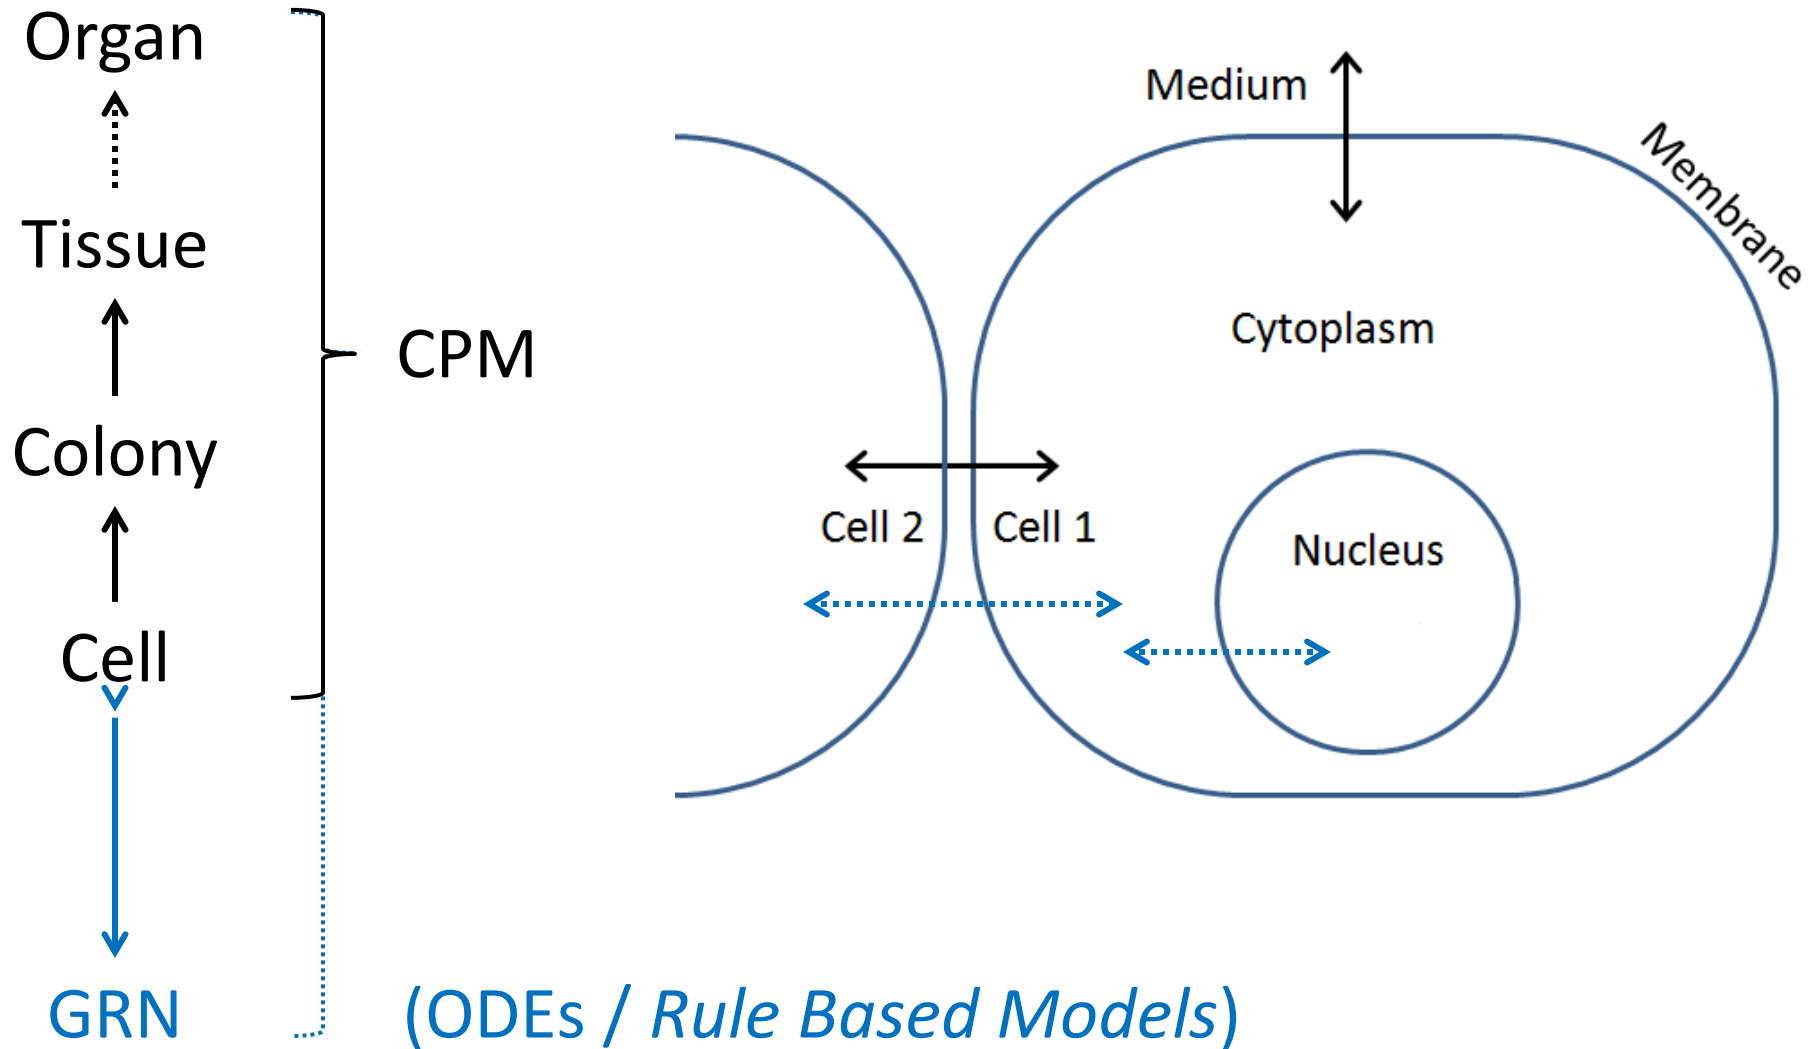 Organ
Tissue
Colony
Cell
GRN
CPM
(ODEs / Rule Based Models)
Medium
Membrane
Cytoplasm
Cell 2
Cell 1
Nucleus